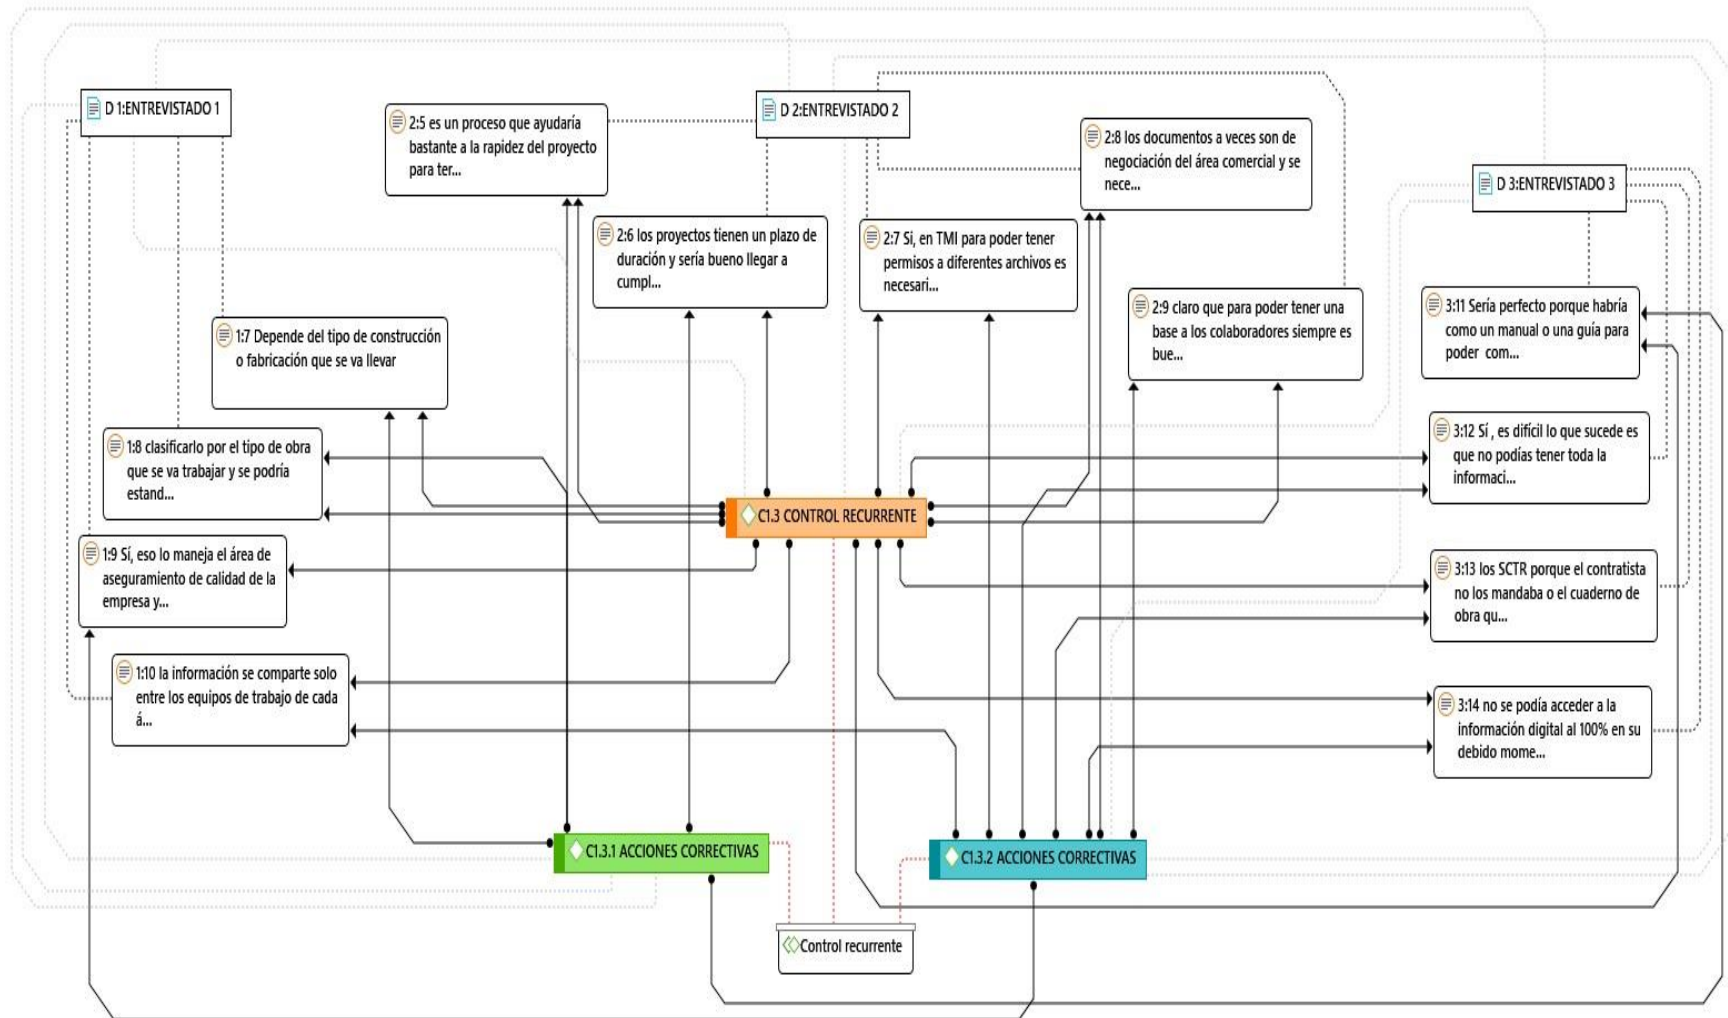 D 1:ENTREVISTADO 1
D 2:ENTREVISTADO 2
D 3:ENTREVISTADO 3
2:5 es un proceso que ayudaría
bastante a la rapidez del proyecto
para ter...
2:8 los documentos a veces son de
negociación del área comercial y se
nece...
2:6 los proyectos tienen un plazo de
duración y sería bueno llegar a
cumpl...
2:7 Si, en TMI para poder tener
permisos a diferentes archivos es
necesari...
2:9 claro que para poder tener una
base a los colaboradores siempre es
bue...
3:11 Sería perfecto porque habría
como un manual o una guía para
poder com...
1:7 Depende del tipo de construcción
o fabricación que se va llevar
1:8 clasificarlo por el tipo de obra
que se va trabajar y se podría
estand...
3:12 Sí , es difícil lo que sucede es
que no podías tener toda la
informaci...
C1.3 CONTROL RECURRENTE
1:9 Sí, eso lo maneja el área de
aseguramiento de calidad de la
empresa y...
3:13 los SCTR porque el contratista
no los mandaba o el cuaderno de
obra qu...
1:10 la información se comparte solo
entre los equipos de trabajo de cada
á...
3:14 no se podía acceder a la
información digital al 100% en su
debido mome...
C1.3.1 ACCIONES CORRECTIVAS
C1.3.2 ACCIONES CORRECTIVAS
Control recurrente